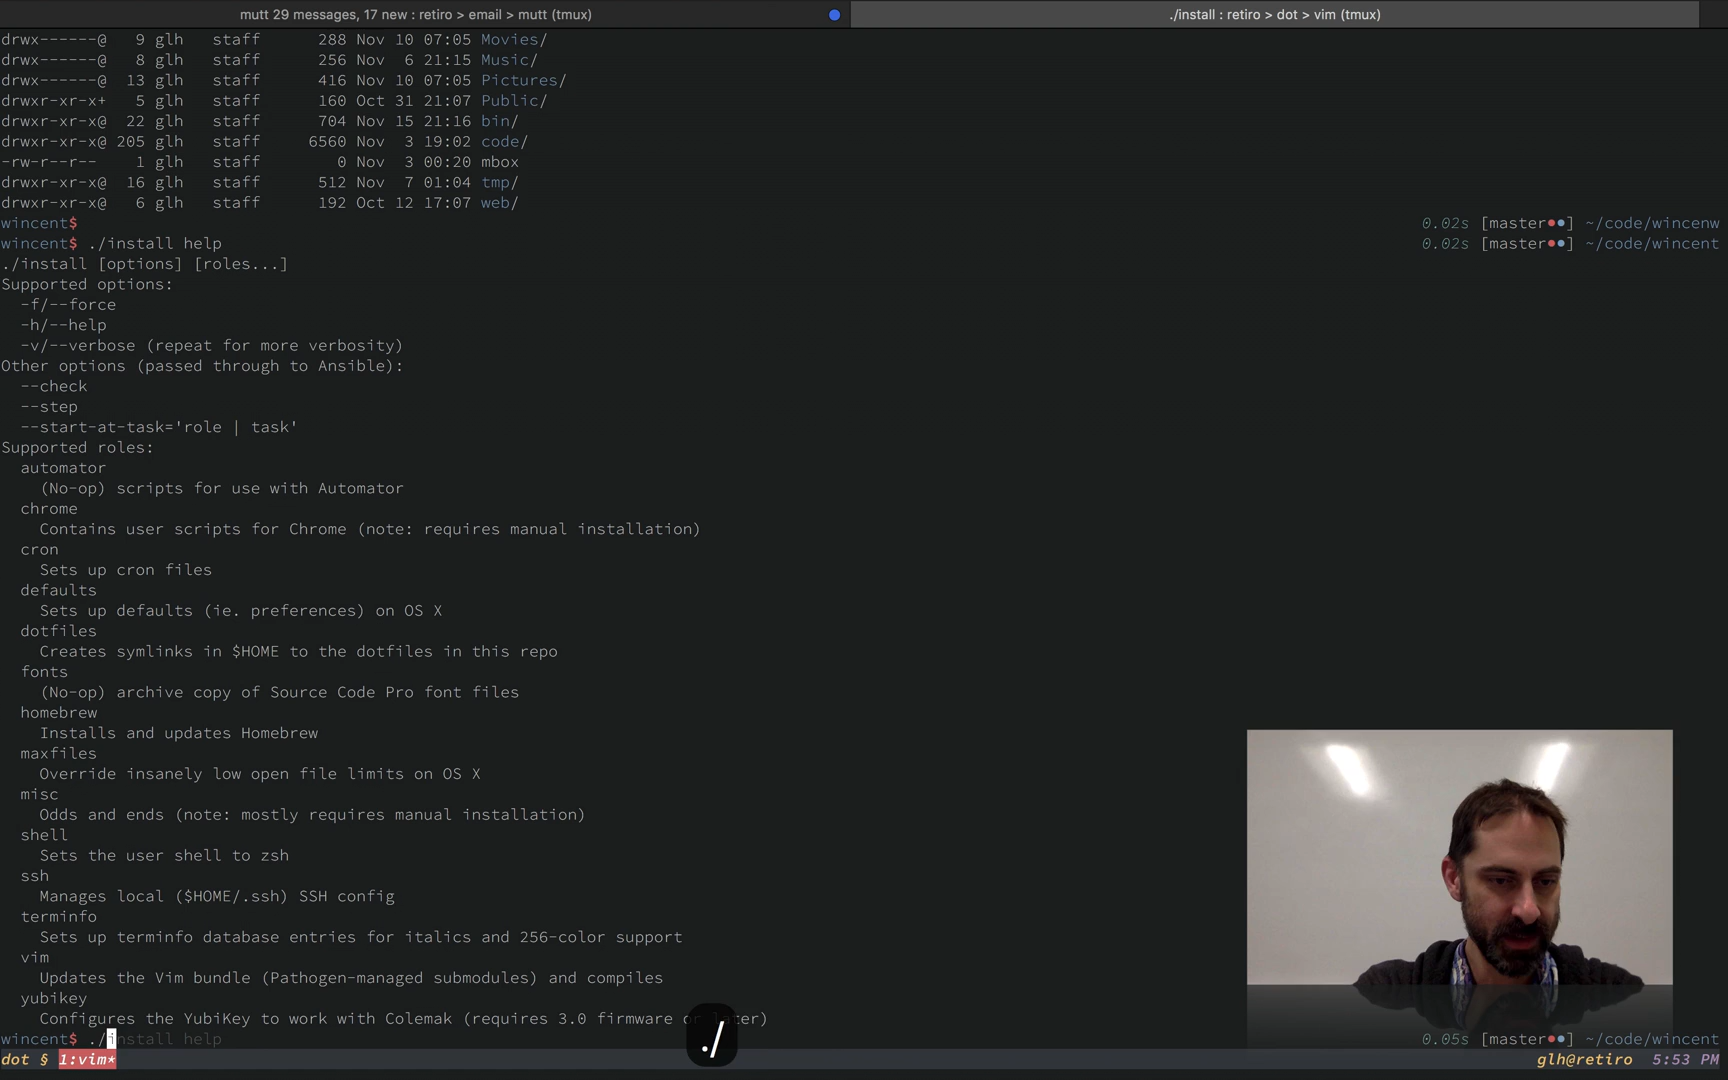 mutt 29 messages, 17 new : retiro > email > mutt (tmux)
./install : retiro > dot > vim (tmux)
drwx------@ 9 glh staff 288 Nov 10 07:05 Movies/
drwx------@ 8 glh staff 256 Nov 6 21:15 Music/
drwx------@ 13 glh staff 416 Nov 10 07:05 Pictures/
drwxr-xr-x+ 5 glh staff 160 Oct 31 21:07 Public/
drwxr-xr-x@ 22 glh staff 704 Nov 15 21:16 bin/
drwxr-xr-x@ 205 glh staff 6560 Nov 3 19:02 code/
-rw-r--r-- 1 glh staff 0 Nov 3 00:20 mbox
drwxr-xr-x@ 16 glh staff 512 Nov 7 01:04 tmp/
drwxr-xr-x@ 6 glh staff 192 Oct 12 17:07 web/
wincent$ 0.02s [master●●] ~/code/wincenw
wincent$ ./install help 0.02s [master●●] ~/code/wincent
./install [options] [roles...]
Supported options:
-f/--force
-h/--help
-v/--verbose (repeat for more verbosity)
Other options (passed through to Ansible):
--check
--step
--start-at-task='role | task'
Supported roles:
automator
(No-op) scripts for use with Automator
chrome
Contains user scripts for Chrome (note: requires manual installation)
cron
Sets up cron files
defaults
Sets up defaults (ie. preferences) on OS X
dotfiles
Creates symlinks in $HOME to the dotfiles in this repo
fonts
(No-op) archive copy of Source Code Pro font files
homebrew
Installs and updates Homebrew
maxfiles
Override insanely low open file limits on OS X
misc
Odds and ends (note: mostly requires manual installation)
shell
Sets the user shell to zsh
ssh
Manages local ($HOME/.ssh) SSH config
terminfo
Sets up terminfo database entries for italics and 256-color support
vim
Updates the Vim bundle (Pathogen-managed submodules) and compiles
yubikey
Configures the YubiKey to work with Colemak (requires 3.0 firmware or later)
./
wincent$ ./install help 0.05s [master●●] ~/code/wincent
dot § 1:vim* glh@retiro 5:53 PM